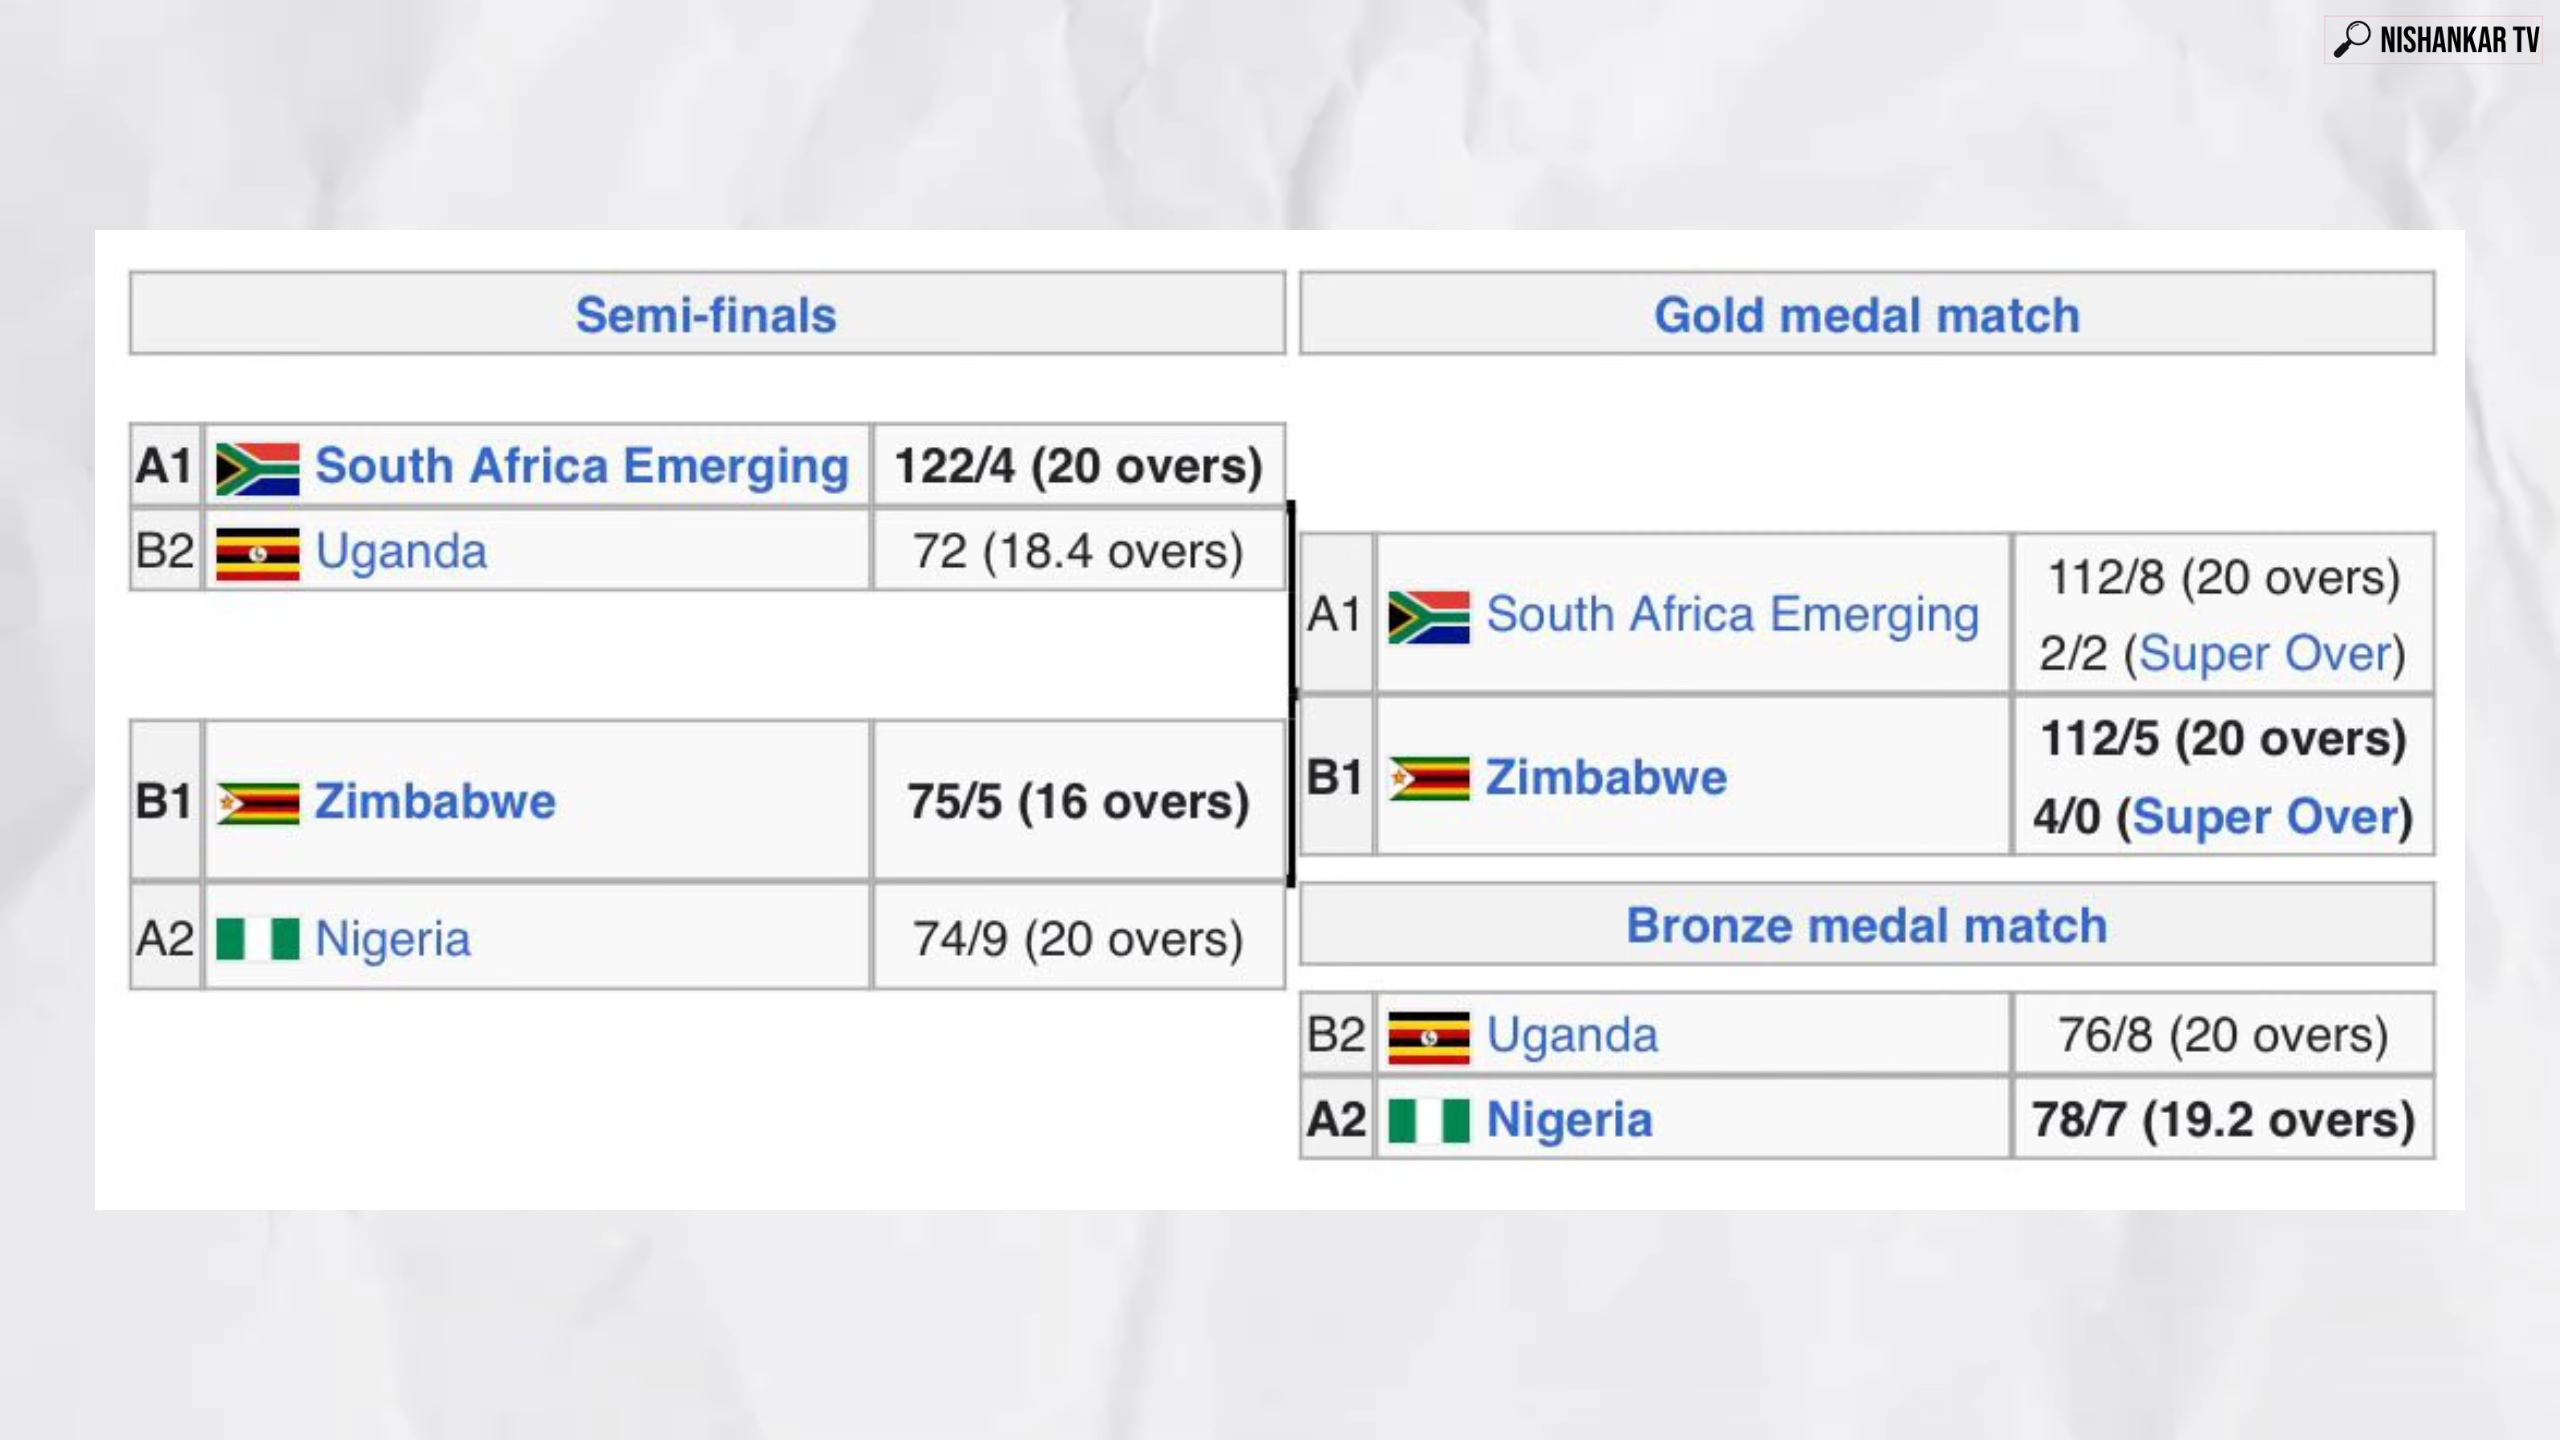 NISHANKAR TV
Semi-finals
A1 South Africa Emerging 122/4 (20 overs)
B2 Uganda 72 (18.4 overs)
B1 Zimbabwe 75/5 (16 overs)
A2 Nigeria 74/9 (20 overs)
Gold medal match
A1 South Africa Emerging 112/8 (20 overs)
2/2 (Super Over)
B1 Zimbabwe 112/5 (20 overs)
4/0 (Super Over)
Bronze medal match
B2 Uganda 76/8 (20 overs)
A2 Nigeria 78/7 (19.2 overs)